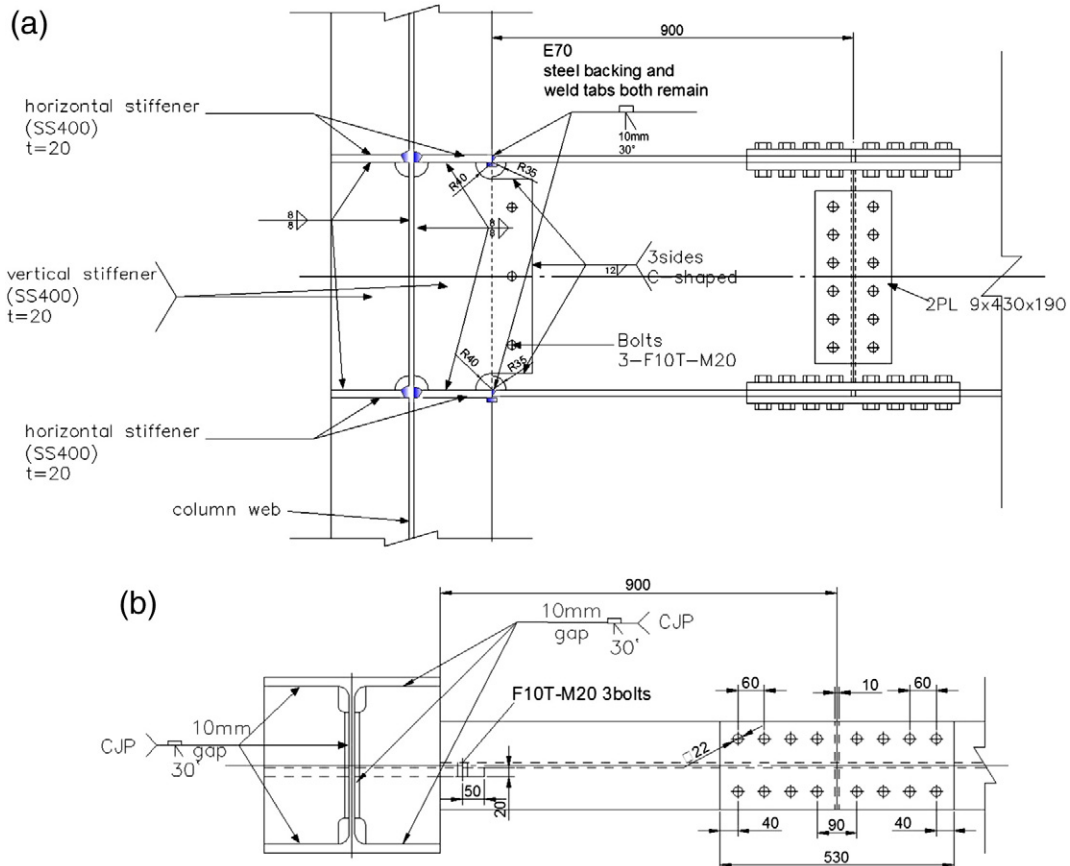 (a)
900
E70
steel backing and
weld tabs both remain
10mm
30°
horizontal stiffener
(SS400)
t=20
R40
R36
8
8
8
8
vertical stiffener
(SS400)
t=20
12
3sides
C-shaped
2PL 9x430x190
Bolts
3-F10T-M20
R40
R35
horizontal stiffener
(SS400)
t=20
column web
(b)
900
10mm
gap
CJP
30'
F10T-M20 3bolts
60
10
60
CJP
10mm
gap
30'
22
50
20
40
90
40
530